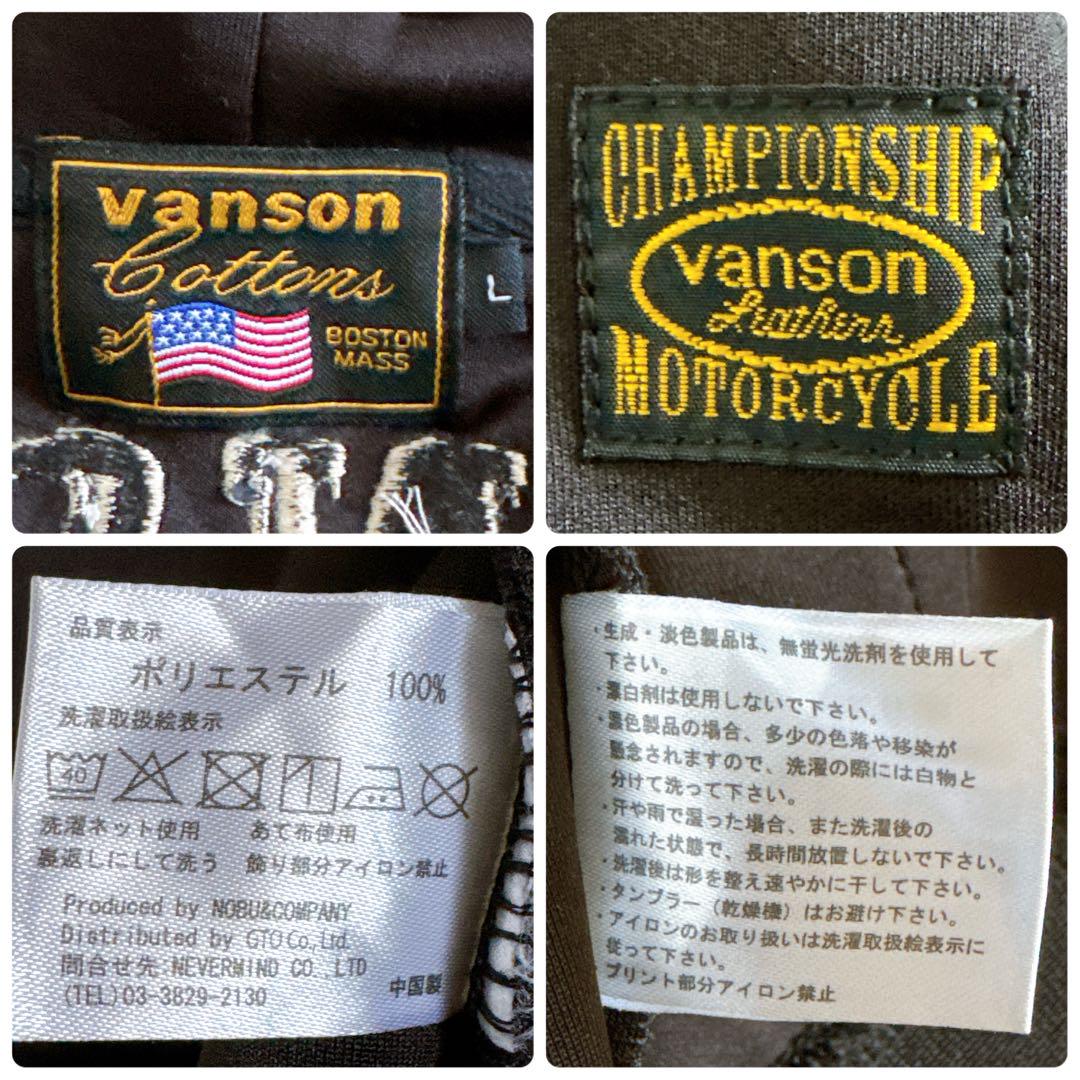 vanson
Cottons
BOSTON
MASS
L
CHAMPIONSHIP
vanson
Leathers
MOTORCYCLE
品質表示
ポリエステル 100%
洗濯取扱絵表示
40
洗濯ネット使用 あて布使用
裏返しにして洗う 飾り部分アイロン禁止
Produced by NOBU&COMPANY
Distributed by GTO Co,Ltd.
問合せ先 NEVERMIND CO.,LTD
(TEL)03-3829-2130
中国製
・生成・淡色製品は、無蛍光洗剤を使用して
下さい。
・漂白剤は使用しないで下さい。
・濃色製品の場合、多少の色落や移染が
懸念されますので、洗濯の際には白物と
分けて洗って下さい。
・汗や雨で湿った場合、また洗濯後の
濡れた状態で、長時間放置しないで下さい。
・洗濯後は形を整え速やかに干して下さい。
・タンブラー（乾燥機）はお避け下さい。
・アイロンのお取り扱いは洗濯取扱絵表示に
従って下さい。
・プリント部分アイロン禁止